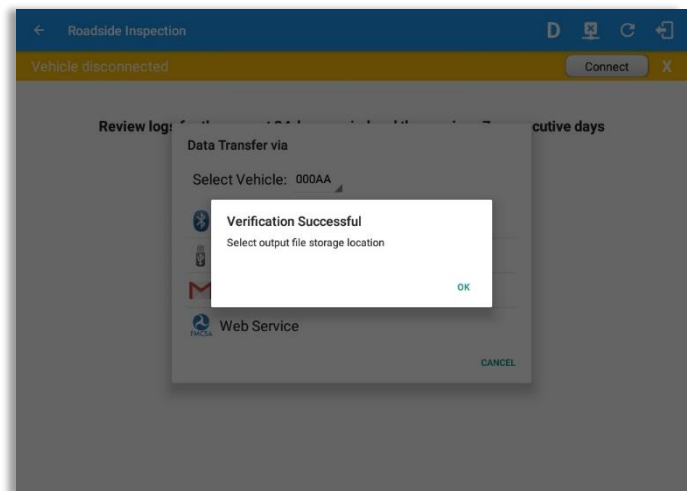 Roadside Inspection
D
Vehicle disconnected
Connect
X
Review logs
cutive days
Data Transfer via
Select Vehicle: 000AA
Verification Successful
Select output file storage location
OK
FMCSA
Web Service
CANCEL